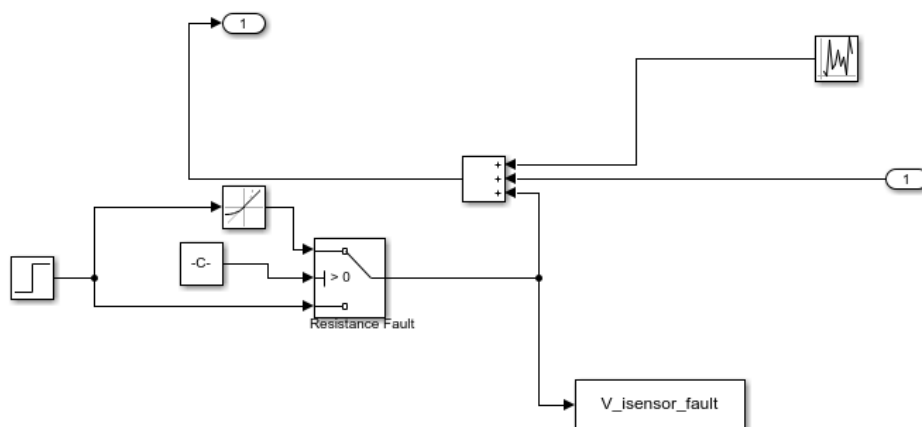 1
+
+
+
1
-C-
> 0
Resistance Fault
V_isensor_fault